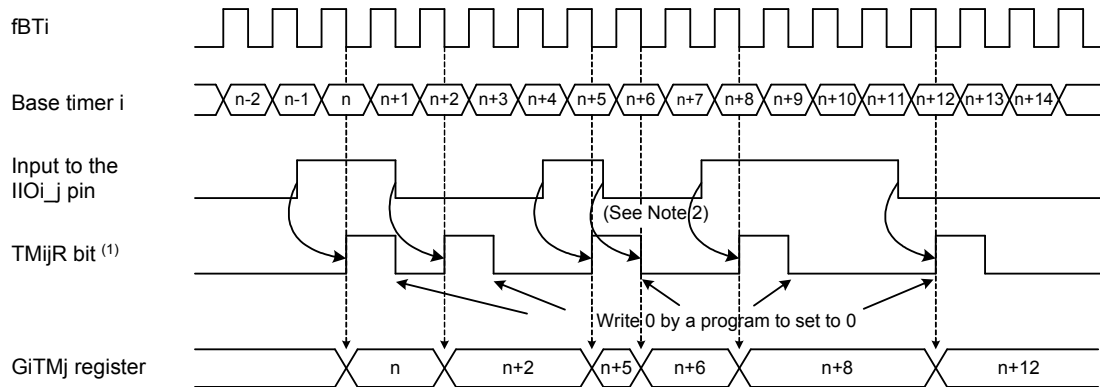 fBTi
Base timer i
n-2 n-1 n n+1 n+2 n+3 n+4 n+5 n+6 n+7 n+8 n+9 n+10 n+11 n+12 n+13 n+14
Input to the
IIOi_j pin
(See Note 2)
TMijR bit (1)
Write 0 by a program to set to 0
GiTMj register
n n+2 n+5 n+6 n+8 n+12